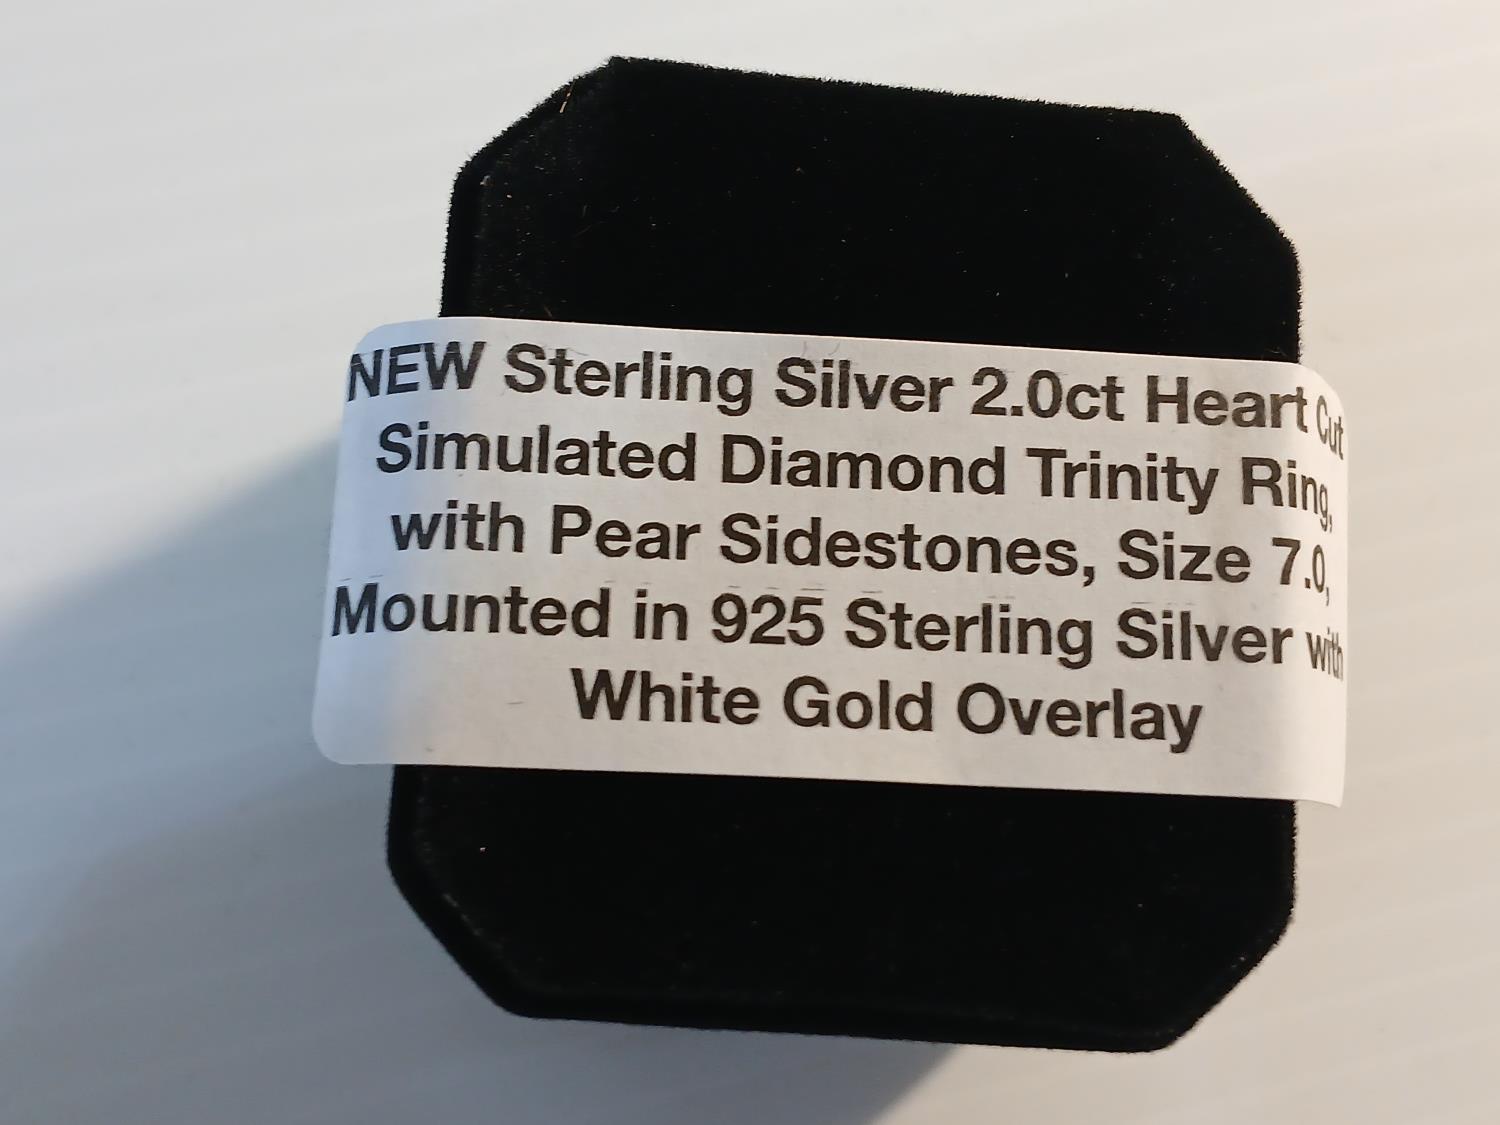 NEW Sterling Silver 2.0ct Heart Cut
Simulated Diamond Trinity Ring,
with Pear Sidestones, Size 7.0,
Mounted in 925 Sterling Silver with
White Gold Overlay